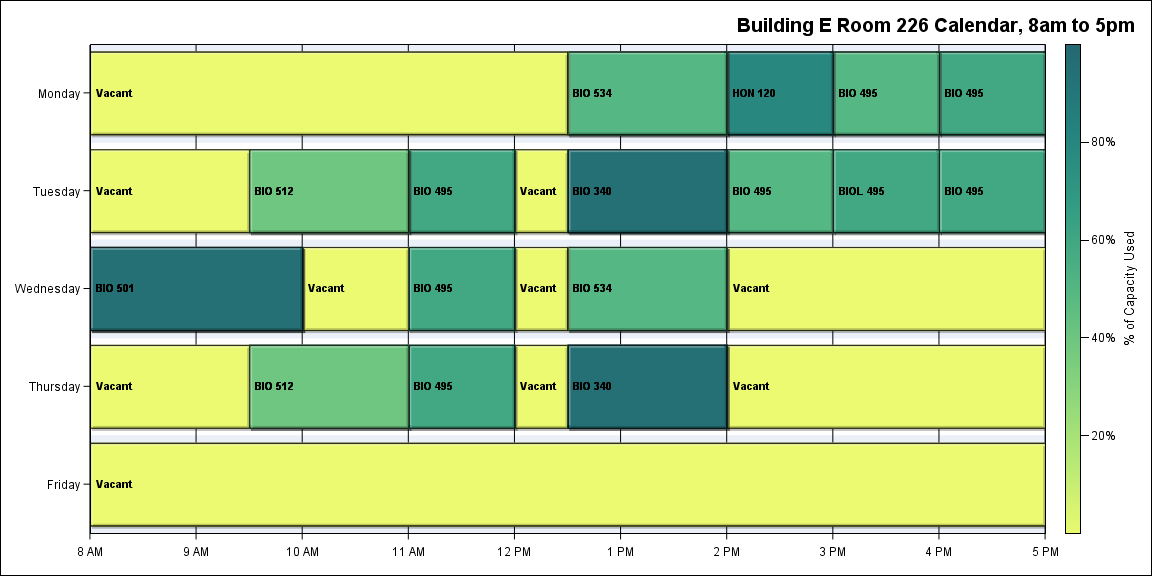 Building E Room 226 Calendar, 8am to 5pm
Monday
Vacant
BIO 534
HON 120
BIO 495
BIO 495
Tuesday
Vacant
BIO 512
BIO 495
Vacant
BIO 340
BIO 495
BIOL 495
BIO 495
Wednesday
BIO 501
Vacant
BIO 495
Vacant
BIO 534
Vacant
Thursday
Vacant
BIO 512
BIO 495
Vacant
BIO 340
Vacant
Friday
Vacant
8 AM
9 AM
10 AM
11 AM
12 PM
1 PM
2 PM
3 PM
4 PM
5 PM
80%
60%
40%
20%
% of Capacity Used